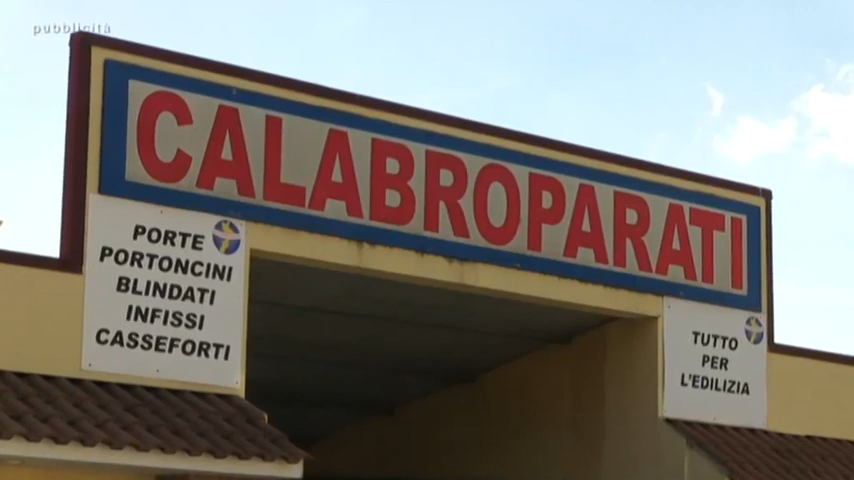 pubblicità
CALABROPARATI
PORTE
PORTONCINI
BLINDATI
INFISSI
CASSEFORTI
TUTTO
PER
L'EDILIZIA